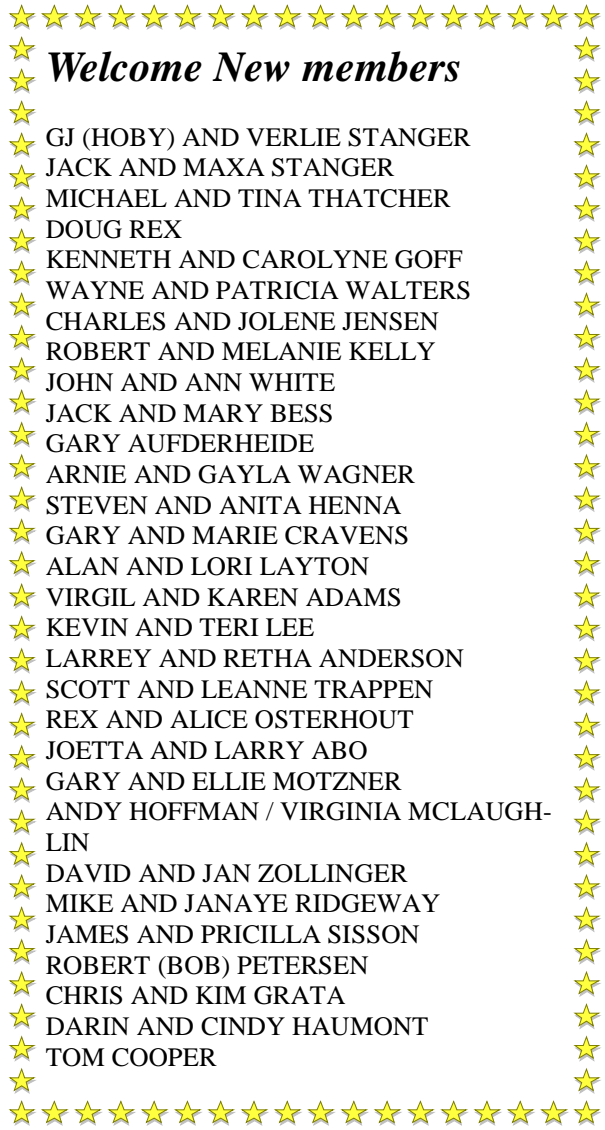 Welcome New members
GJ (HOBY) AND VERLIE STANGER
JACK AND MAXA STANGER
MICHAEL AND TINA THATCHER
DOUG REX
KENNETH AND CAROLYNE GOFF
WAYNE AND PATRICIA WALTERS
CHARLES AND JOLENE JENSEN
ROBERT AND MELANIE KELLY
JOHN AND ANN WHITE
JACK AND MARY BESS
GARY AUFDERHEIDE
ARNIE AND GAYLA WAGNER
STEVEN AND ANITA HENNA
GARY AND MARIE CRAVENS
ALAN AND LORI LAYTON
VIRGIL AND KAREN ADAMS
KEVIN AND TERI LEE
LARREY AND RETHA ANDERSON
SCOTT AND LEANNE TRAPPEN
REX AND ALICE OSTERHOUT
JOETTA AND LARRY ABO
GARY AND ELLIE MOTZNER
ANDY HOFFMAN / VIRGINIA MCLAUGH-
LIN
DAVID AND JAN ZOLLINGER
MIKE AND JANAYE RIDGEWAY
JAMES AND PRICILLA SISSON
ROBERT (BOB) PETERSEN
CHRIS AND KIM GRATA
DARIN AND CINDY HAUMONT
TOM COOPER